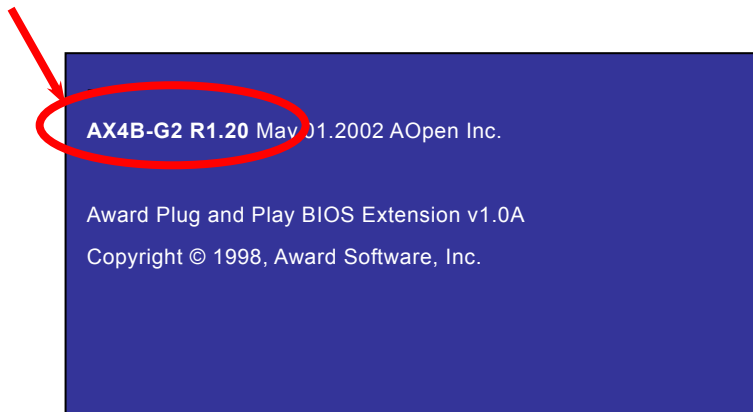 AX4B-G2 R1.20 May.01.2002 AOpen Inc.
Award Plug and Play BIOS Extension v1.0A
Copyright © 1998, Award Software, Inc.